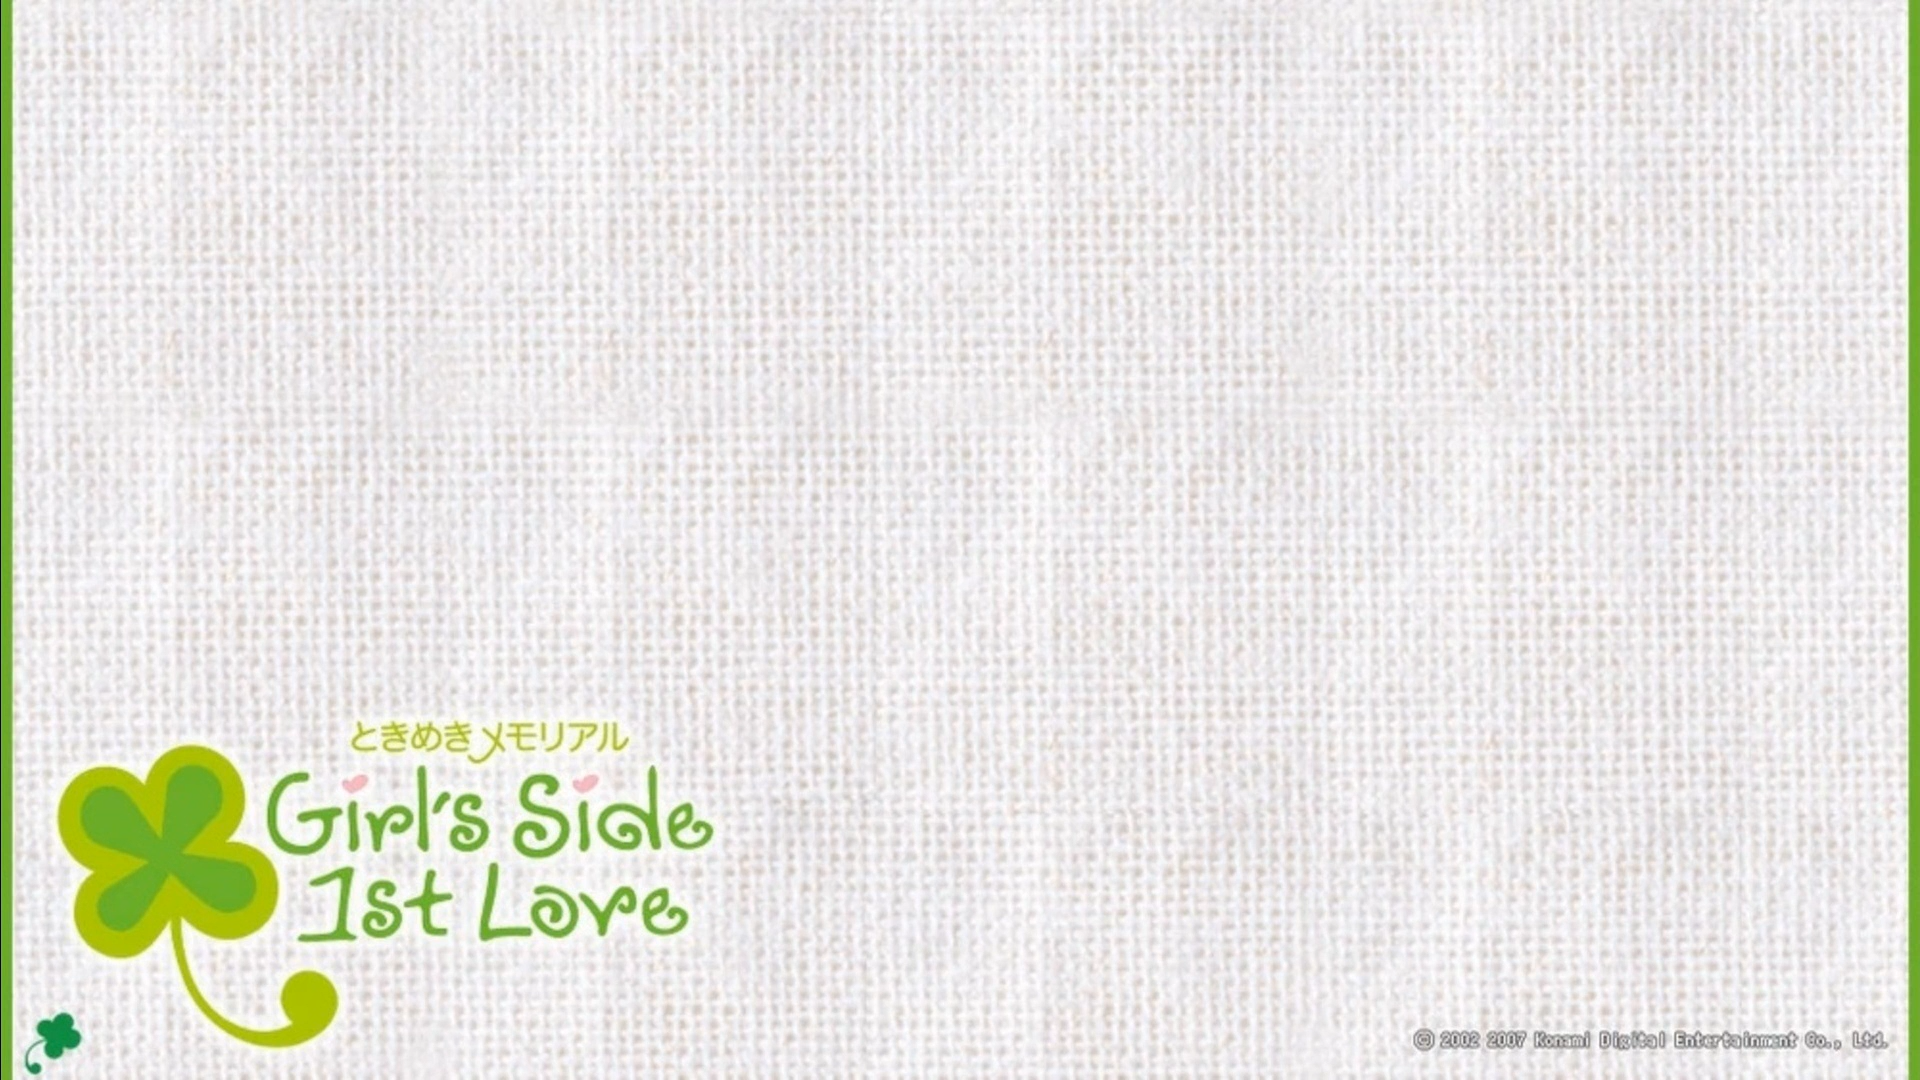 ときめきメモリアル
Girl's Side
1st Love
© 2002 2007 Konami Digital Entertainment Co., Ltd.